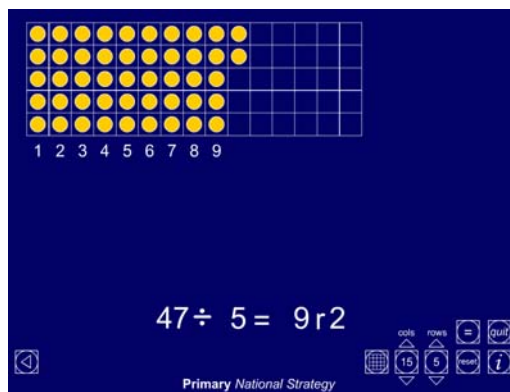 1 2 3 4 5 6 7 8 9
47÷ 5= 9r2
cols rows = quit
15 5 reset i
Primary National Strategy